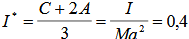 I* = (C + 2A)/3 = I/(Ma²) = 0,4